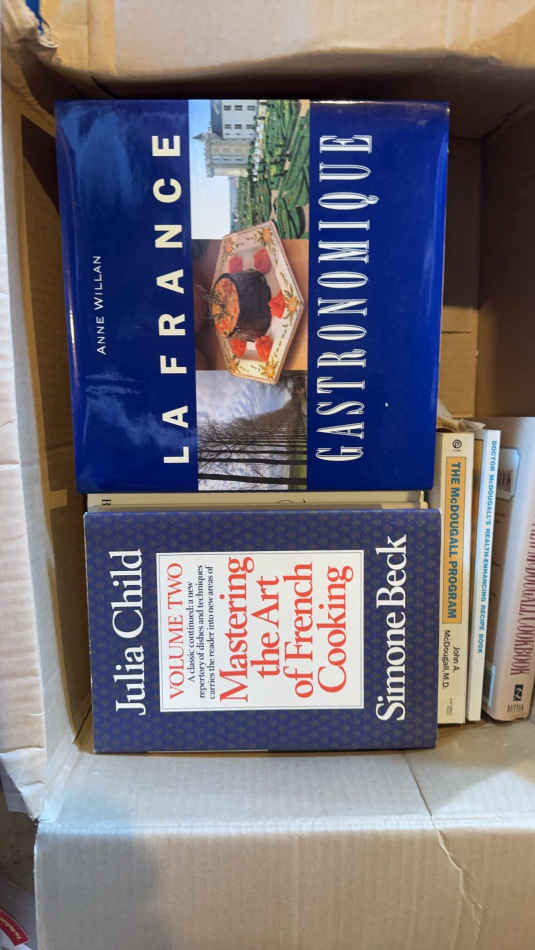 ANNE WILLAN
LA FRANCE
GASTRONOMIQUE
Julia Child
VOLUME TWO
A classic continued: a new
repertory of dishes and techniques
carries the reader into new areas of
Mastering
the Art
of French
Cooking
Simone Beck
THE McDOUGALL PROGRAM
John A.
McDougall, M.D.
DOCTOR McDOUGALL'S HEALTH-ENHANCING RECIPE BOOK
COOKBOOK